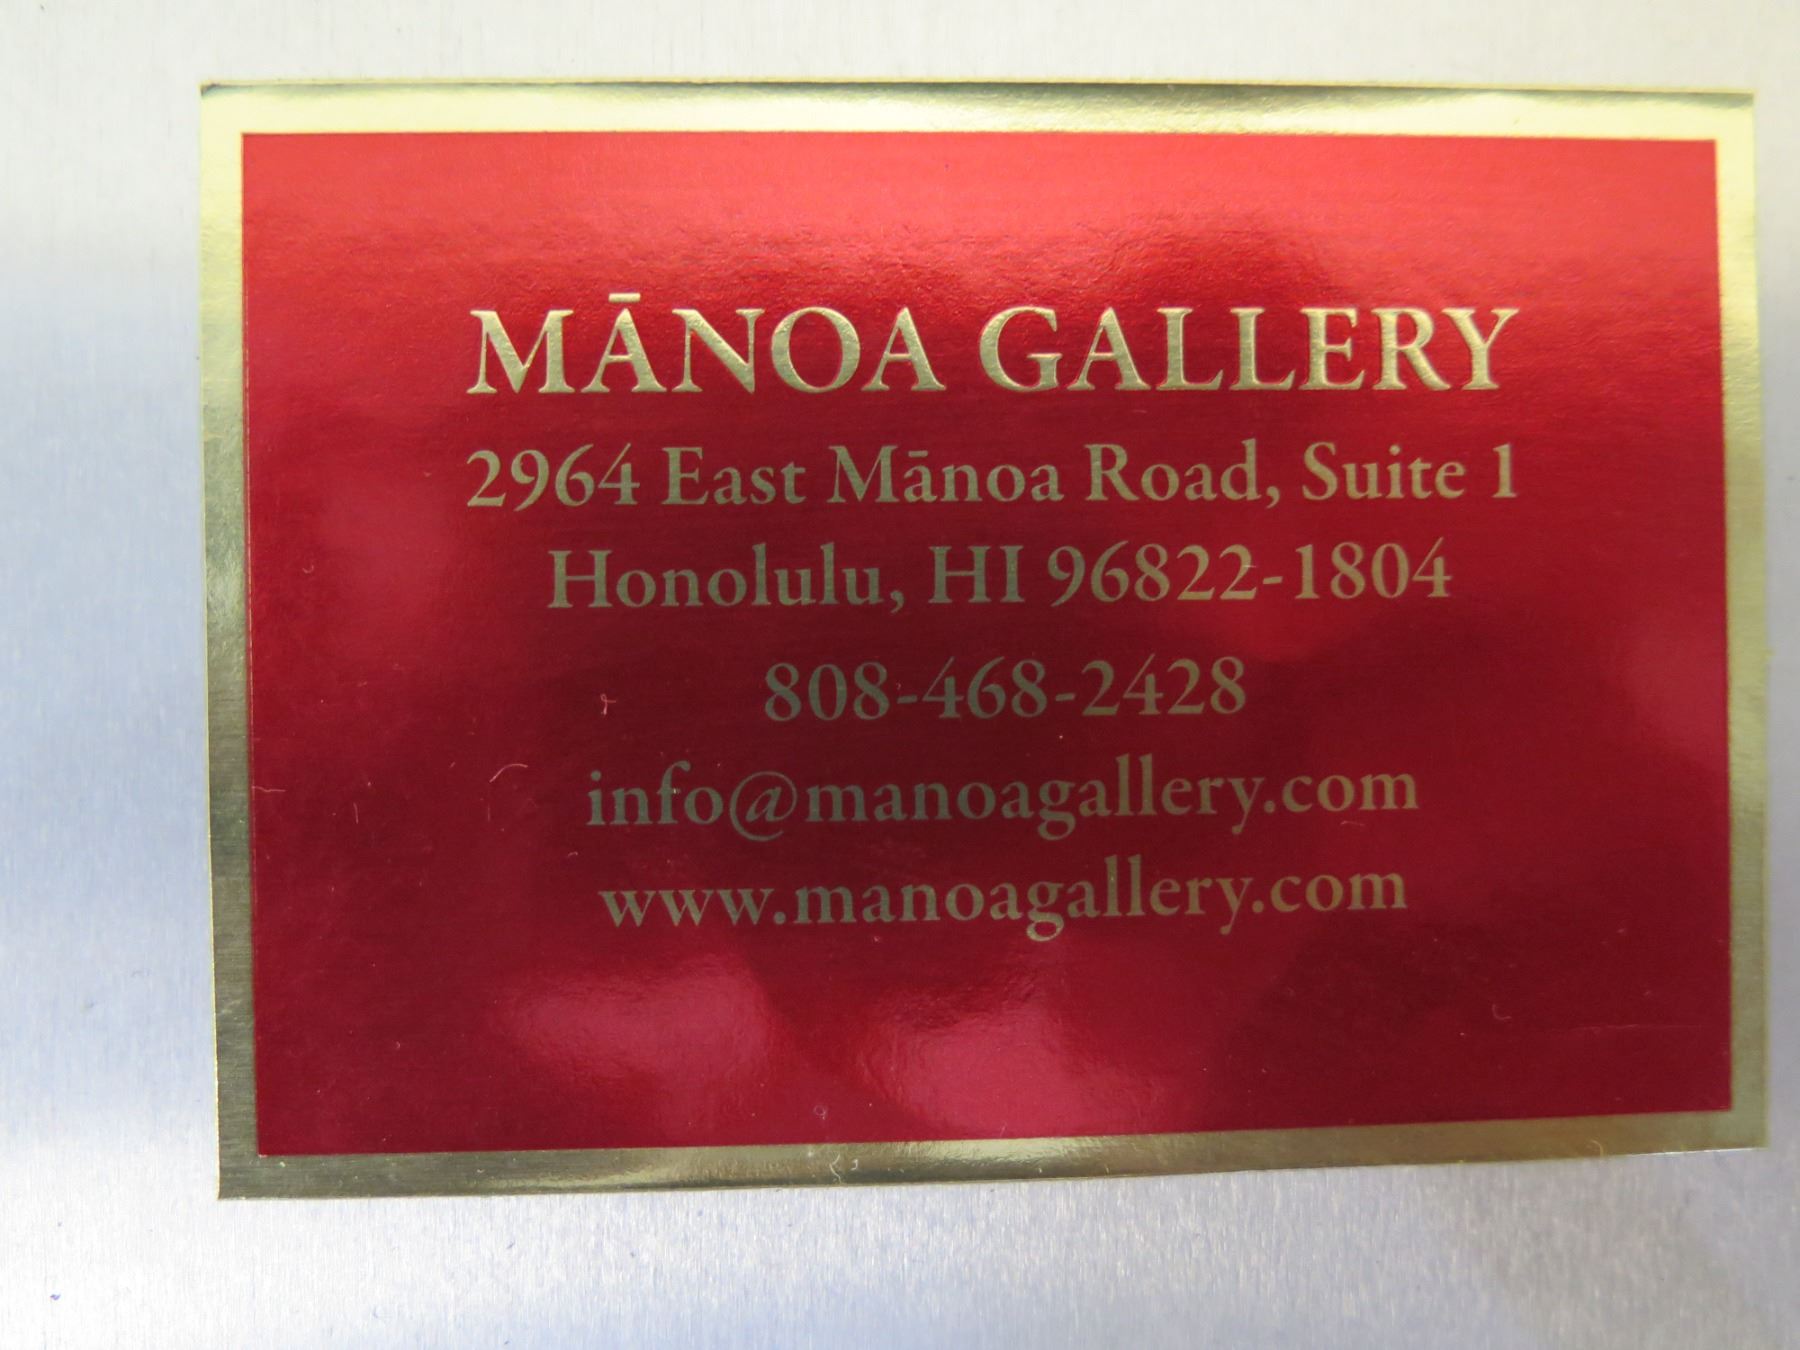 MĀNOA GALLERY
2964 East Mānoa Road, Suite 1
Honolulu, HI 96822-1804
808-468-2428
info@manoagallery.com
www.manoagallery.com